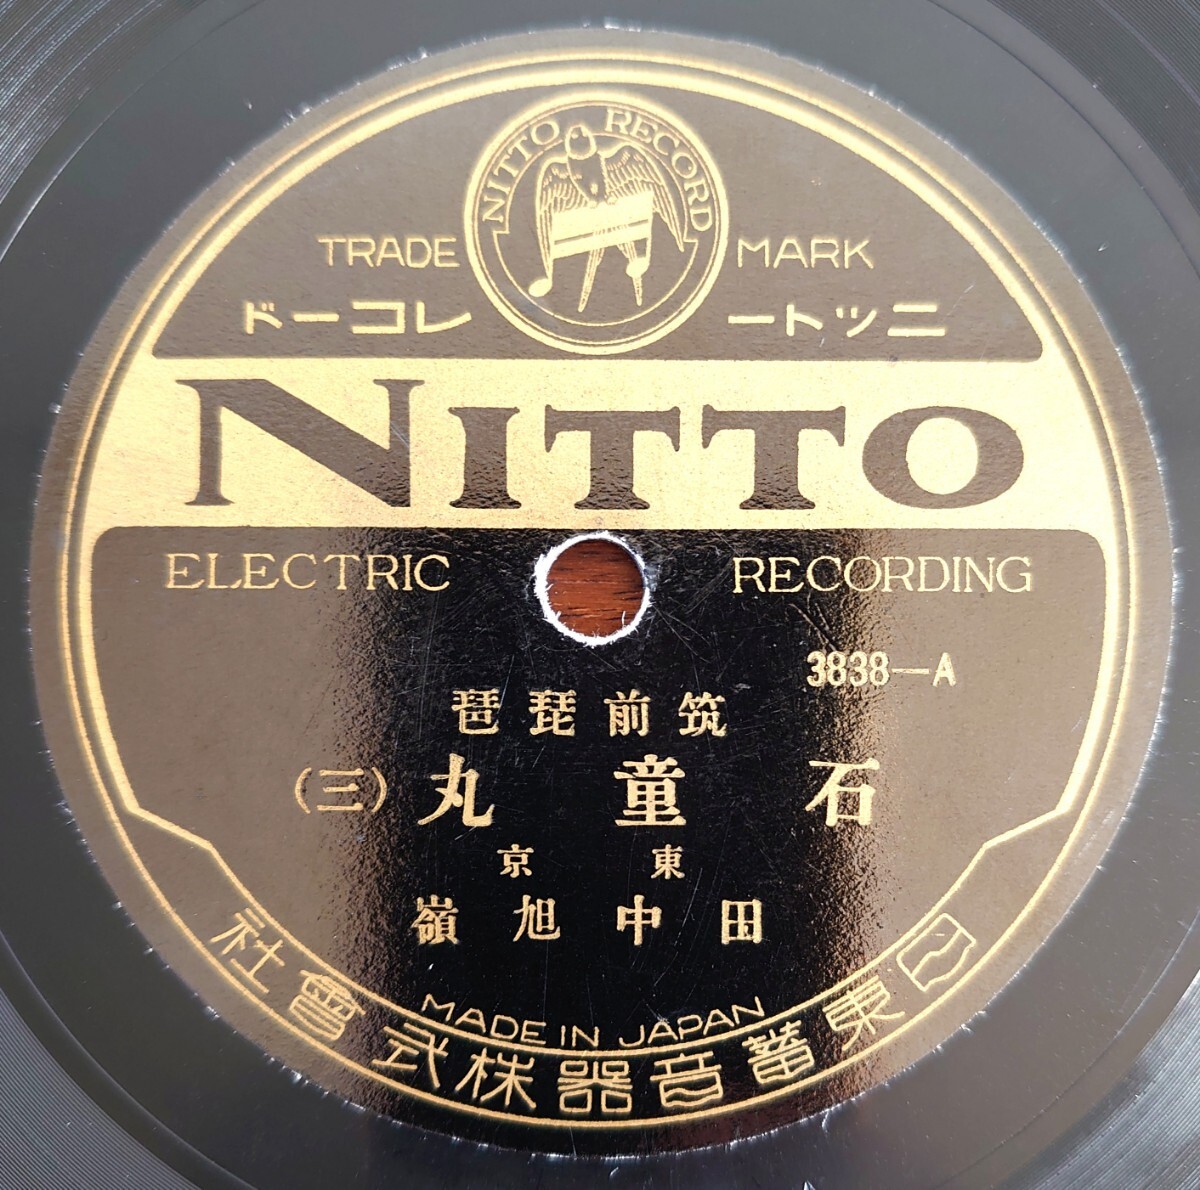 NITTO RECORD
TRADE MARK
ニットーレコード
NITTO
ELECTRIC RECORDING
3838—A
筑前琵琶
石童丸(三)
東京
田中旭嶺
MADE IN JAPAN
日東蓄音器株式會社